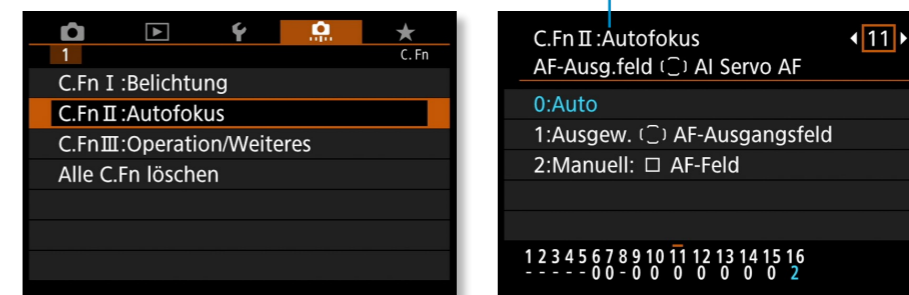 1
C.Fn
C.Fn I :Belichtung
C.Fn II :Autofokus
C.Fn III :Operation/Weiteres
Alle C.Fn löschen
C.Fn II :Autofokus
11
AF-Ausg.feld AI Servo AF
0:Auto
1:Ausgew. AF-Ausgangsfeld
2:Manuell: AF-Feld
1 2 3 4 5 6 7 8 9 10 11 12 13 14 15 16
- - - - - 0 0 - 0 0 0 0 0 0 0 2